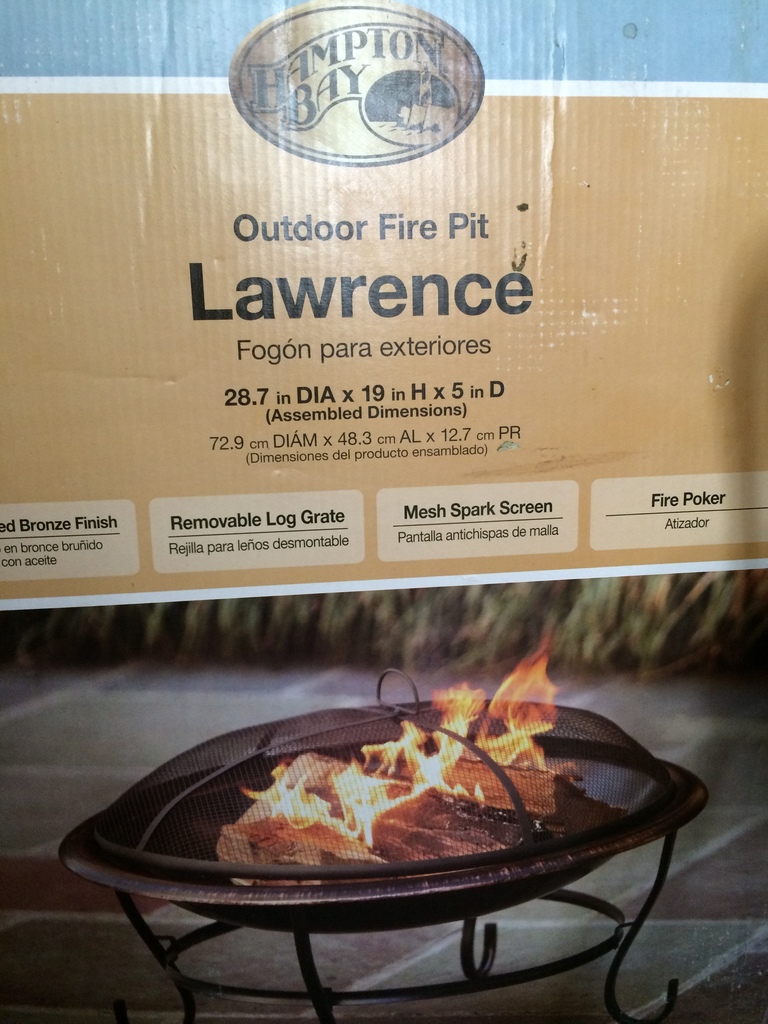 HAMPTON
BAY
Outdoor Fire Pit
Lawrence
Fogón para exteriores
28.7 in DIA x 19 in H x 5 in D
(Assembled Dimensions)
72.9 cm DIÁM x 48.3 cm AL x 12.7 cm PR
(Dimensiones del producto ensamblado)
ed Bronze Finish
en bronce bruñido
con aceite
Removable Log Grate
Rejilla para leños desmontable
Mesh Spark Screen
Pantalla antichispas de malla
Fire Poker
Atizador